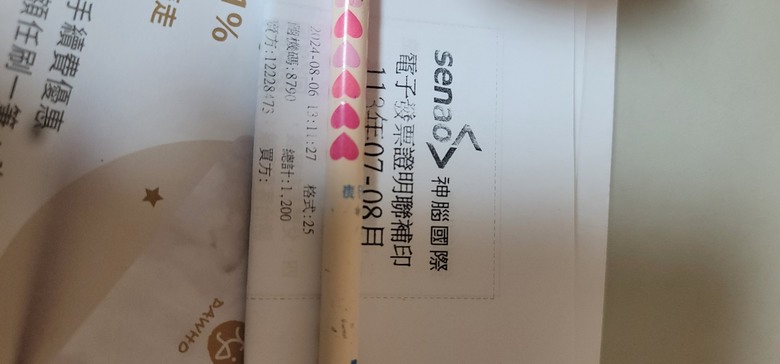 senao 神腦國際
電子發票證明聯補印
113年07-08月
2024-08-06 13:11:27 格式:25
隨機碼:8790 總計:1,200
賣方:12228473 買方:
1%
手續費優惠
DAWHO